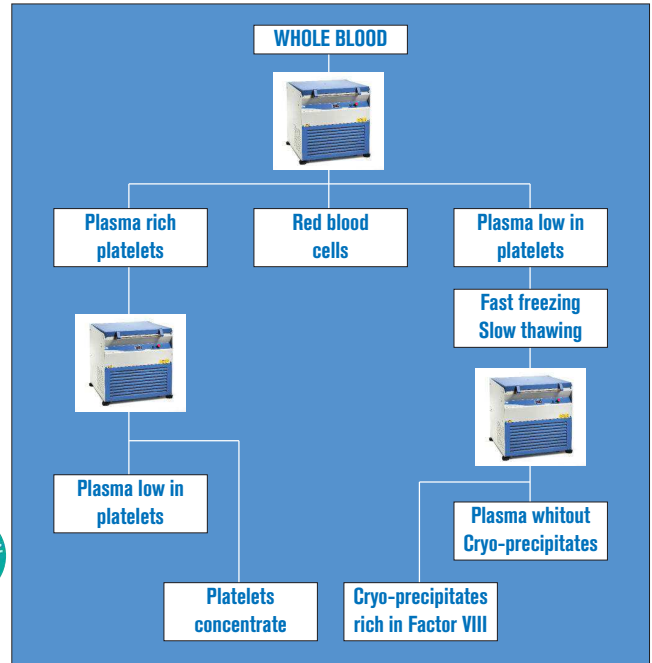 WHOLE BLOOD
Plasma rich
platelets
Red blood
cells
Plasma low in
platelets
Fast freezing
Slow thawing
Plasma low in
platelets
Plasma whitout
Cryo-precipitates
Platelets
concentrate
Cryo-precipitates
rich in Factor VIII